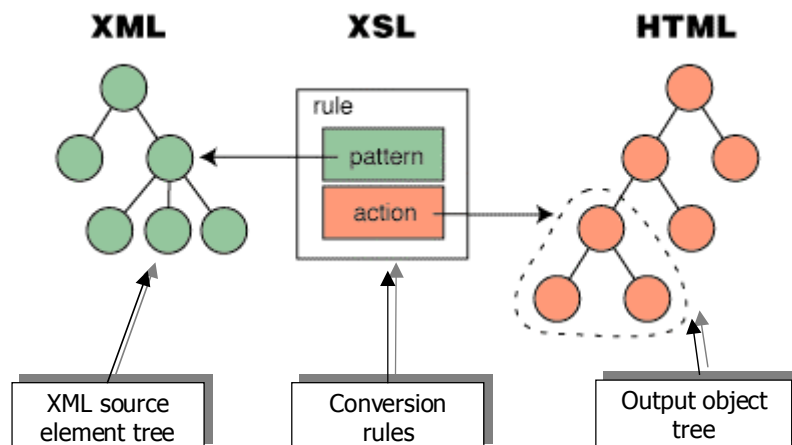 XML
XSL
HTML
rule
pattern
action
XML source
element tree
Conversion
rules
Output object
tree